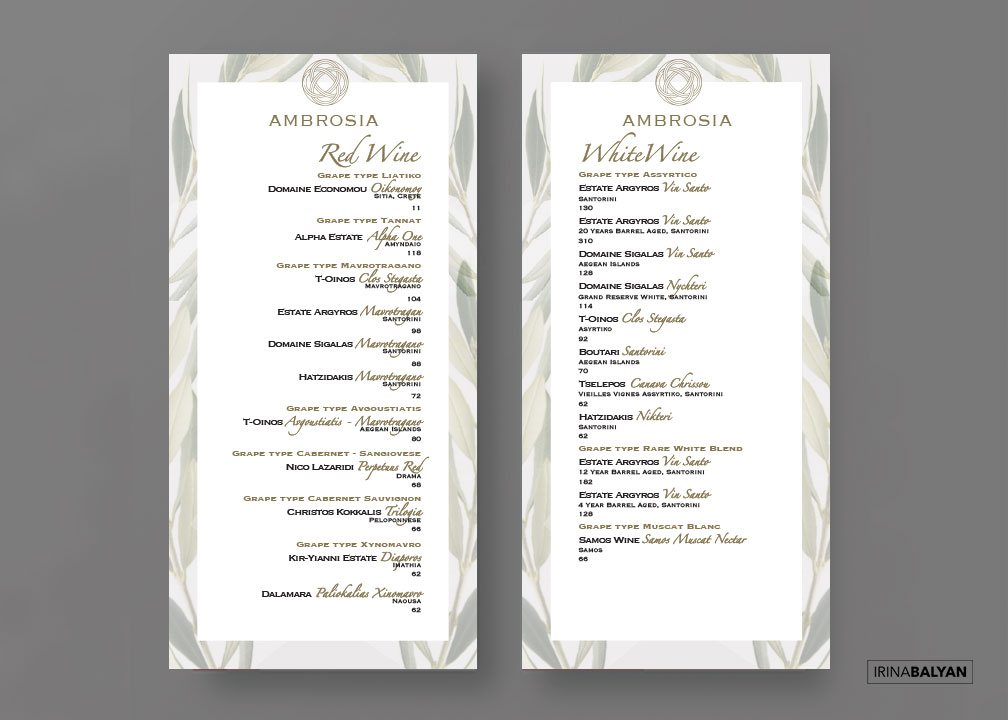 AMBROSIA
Red Wine
Grape type Liatiko
Domaine Economou Oikonomoy
Sitia, Crete
11
Grape type Tannat
Alpha Estate Alpha One
Amyndaio
118
Grape type Mavrotragano
T-Oinos Clos Stegasta
Mavrotragano
104
Estate Argyros Mavrotragan
Santorini
98
Domaine Sigalas Mavrotragano
Santorini
88
Hatzidakis Mavrotragano
Santorini
72
Grape type Avgoustiatis
T-Oinos Avgoustiatis - Mavrotragano
Aegean Islands
80
Grape type Cabernet - Sangiovese
Nico Lazaridi Perpetuus Red
Drama
68
Grape type Cabernet Sauvignon
Christos Kokkalis Trilogia
Peloponnese
66
Grape type Xynomavro
Kir-Yianni Estate Diaporos
Imathia
62
Dalamara Paliokalias Xinomavro
Naousa
62
AMBROSIA
WhiteWine
Grape type Assyrtico
Estate Argyros Vin Santo
Santorini
130
Estate Argyros Vin Santo
20 Years Barrel Aged, Santorini
310
Domaine Sigalas Vin Santo
Aegean Islands
128
Domaine Sigalas Nychteri
Grand Reserve White, Santorini
114
T-Oinos Clos Stegasta
Asyrtiko
92
Boutari Santorini
Aegean Islands
70
Tselepos Canava Chrissou
Vieilles Vignes Assyrtiko, Santorini
62
Hatzidakis Nikteri
Santorini
62
Grape type Rare White Blend
Estate Argyros Vin Santo
12 Year Barrel Aged, Santorini
182
Estate Argyros Vin Santo
4 Year Barrel Aged, Santorini
128
Grape type Muscat Blanc
Samos Wine Samos Muscat Nectar
Samos
66
IRINABALYAN